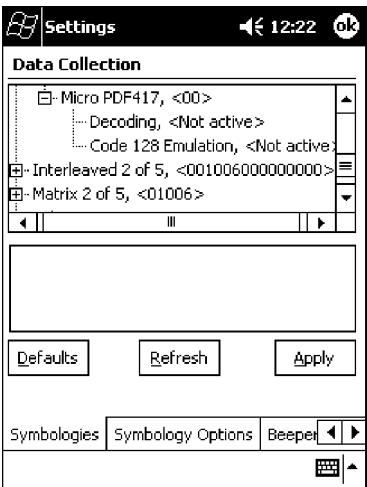 Settings 12:22 ok
Data Collection
Micro PDF417, <00>
Decoding, <Not active>
Code 128 Emulation, <Not active>
Interleaved 2 of 5, <001006000000000>
Matrix 2 of 5, <01006>
Defaults Refresh Apply
Symbologies Symbology Options Beeper